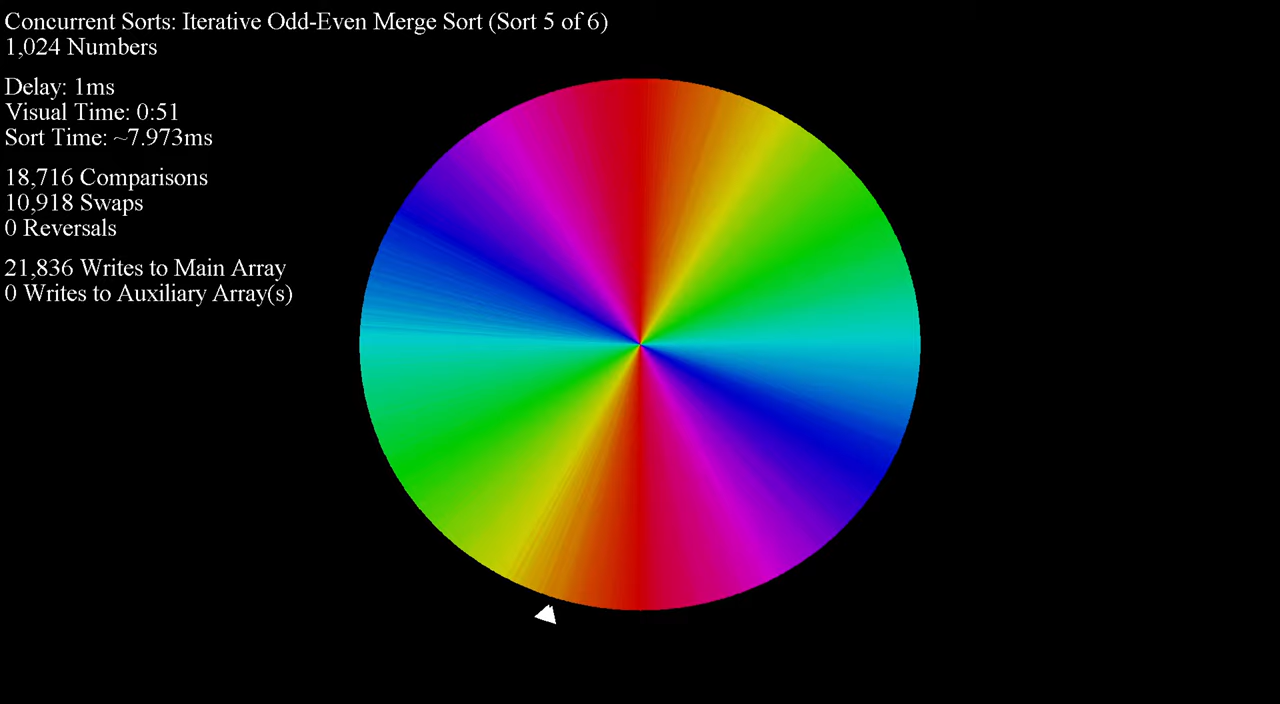 Concurrent Sorts: Iterative Odd-Even Merge Sort (Sort 5 of 6)
1,024 Numbers
Delay: 1ms
Visual Time: 0:51
Sort Time: ~7.973ms
18,716 Comparisons
10,918 Swaps
0 Reversals
21,836 Writes to Main Array
0 Writes to Auxiliary Array(s)